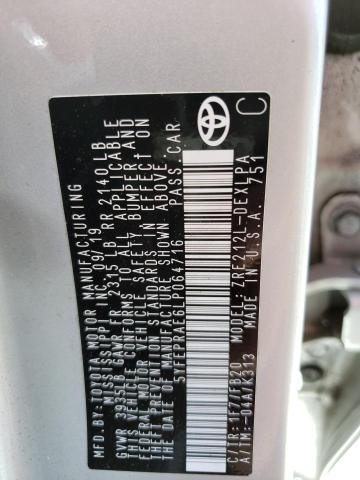 MFD. BY: TOYOTA MOTOR MANUFACTURING
MISSISSIPPI, INC. 09/19
GVWR 3935LB GAWR FR 2315LB RR 2140LB
THIS VEHICLE CONFORMS TO ALL APPLICABLE
FEDERAL MOTOR VEHICLE SAFETY BUMPER AND
THEFT PREVENTION STANDARDS IN EFFECT ON
THE DATE OF MANUFACTURE SHOWN ABOVE.
5YFEPRAE6LP064716 PASS. CAR
C/TR: 1F7/FB20 MODEL: ZRE212L-DEXLPA
A/TM: -04A/K313 MADE IN U.S.A. 751
C